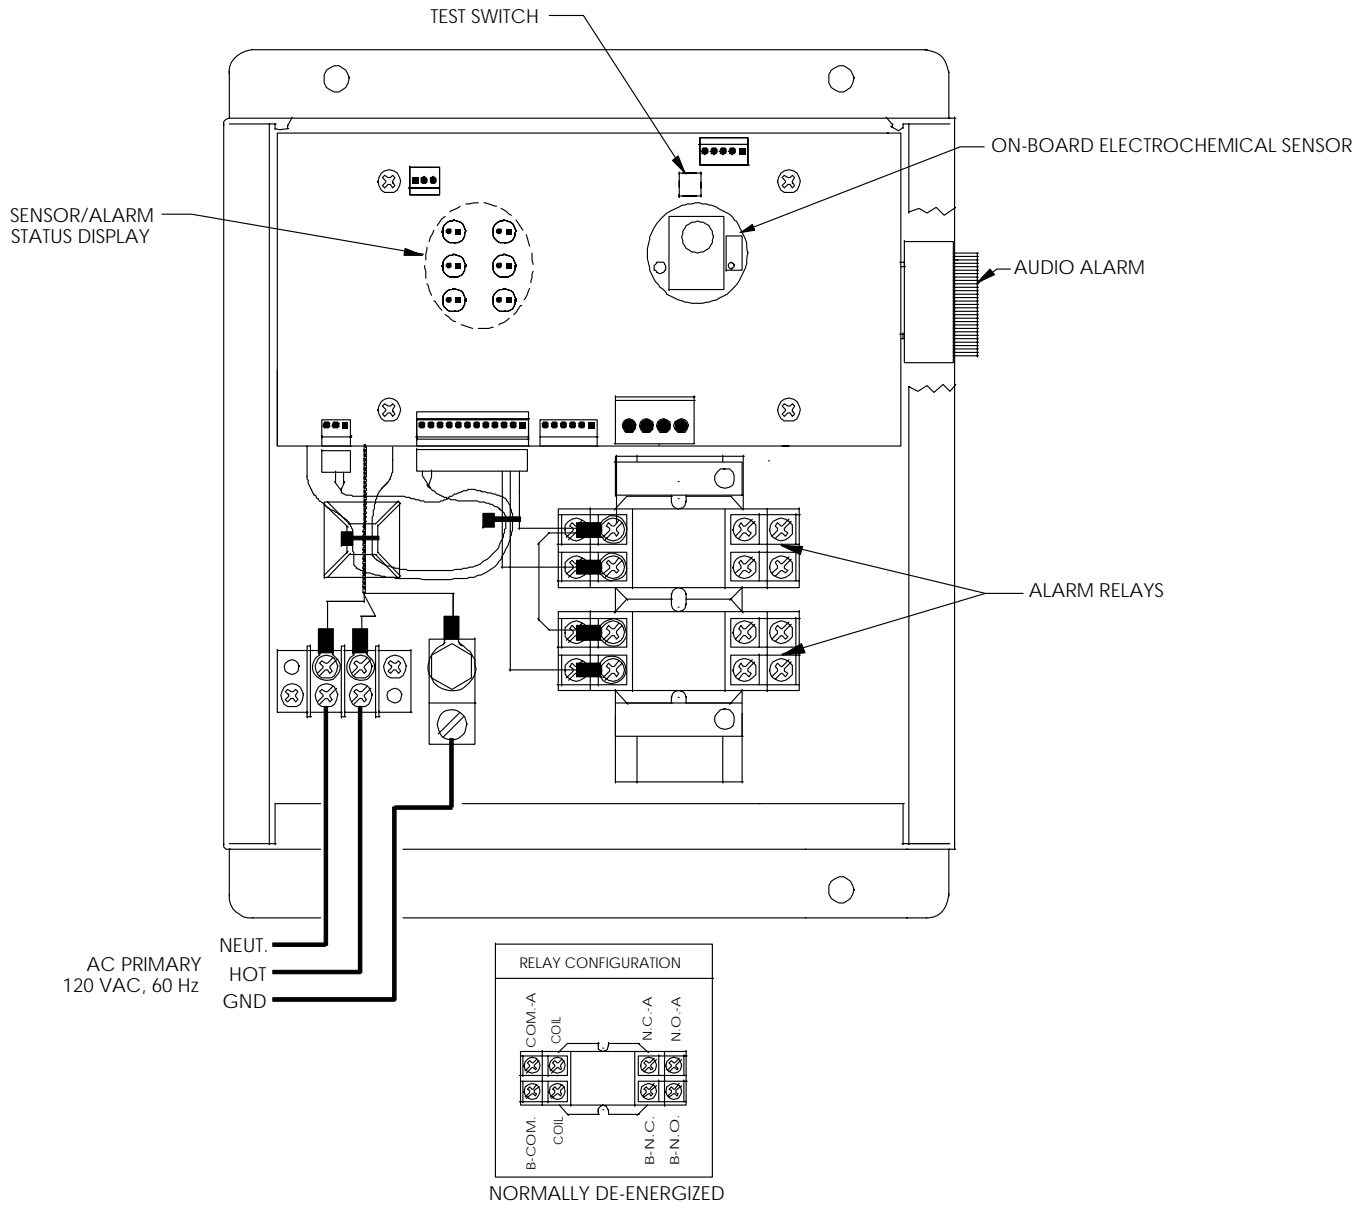 TEST SWITCH
ON-BOARD ELECTROCHEMICAL SENSOR
SENSOR/ALARM
STATUS DISPLAY
AUDIO ALARM
ALARM RELAYS
NEUT.
AC PRIMARY
120 VAC, 60 Hz
HOT
GND
RELAY CONFIGURATION
COM.-A
COIL
N.C.-A
N.O.-A
B-COM.
COIL
B-N.C.
B-N.O.
NORMALLY DE-ENERGIZED